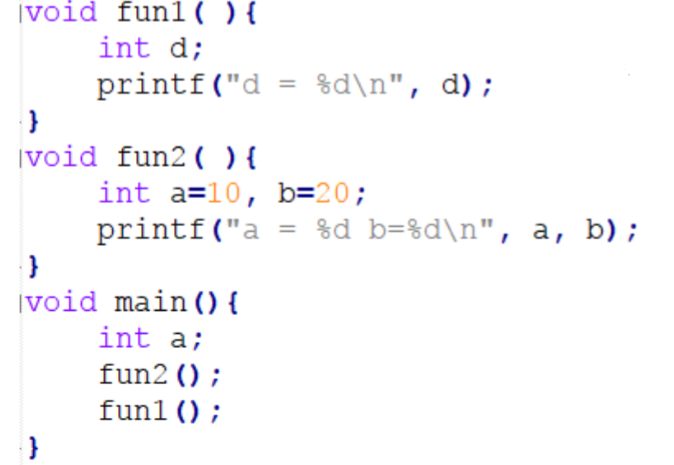 void fun1( ){
int d;
printf("d = %d\n", d);
}
void fun2( ){
int a=10, b=20;
printf("a = %d b=%d\n", a, b);
}
void main(){
int a;
fun2();
fun1();
}